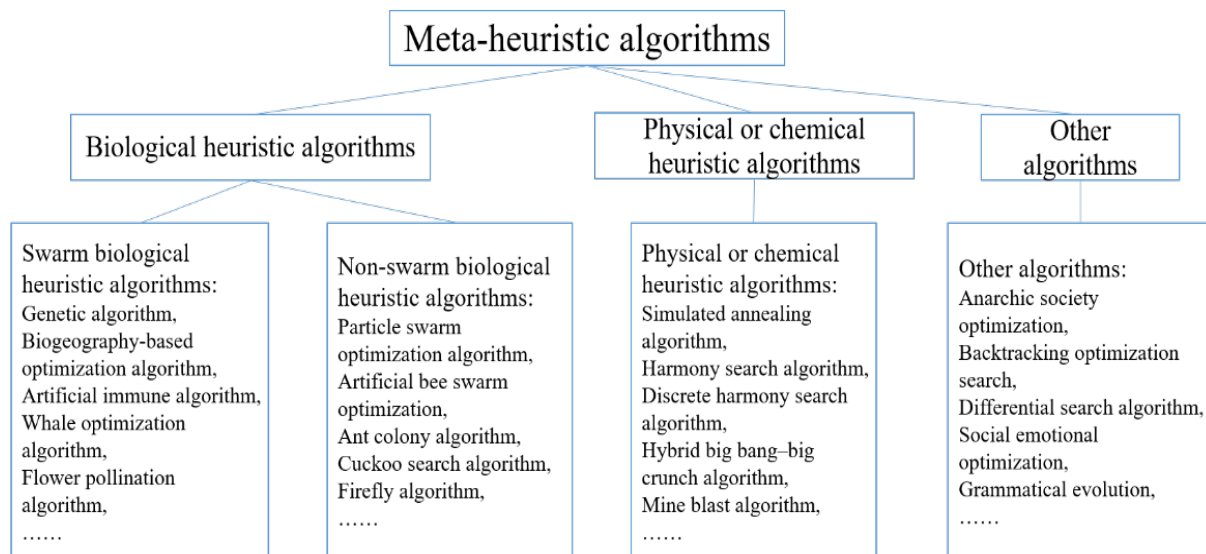 Meta-heuristic algorithms
Biological heuristic algorithms
Physical or chemical
heuristic algorithms
Other
algorithms
Swarm biological
heuristic algorithms:
Genetic algorithm,
Biogeography-based
optimization algorithm,
Artificial immune algorithm,
Whale optimization
algorithm,
Flower pollination
algorithm,
……
Non-swarm biological
heuristic algorithms:
Particle swarm
optimization algorithm,
Artificial bee swarm
optimization,
Ant colony algorithm,
Cuckoo search algorithm,
Firefly algorithm,
……
Physical or chemical
heuristic algorithms:
Simulated annealing
algorithm,
Harmony search algorithm,
Discrete harmony search
algorithm,
Hybrid big bang–big
crunch algorithm,
Mine blast algorithm,
……
Other algorithms:
Anarchic society
optimization,
Backtracking optimization
search,
Differential search algorithm,
Social emotional
optimization,
Grammatical evolution,
……